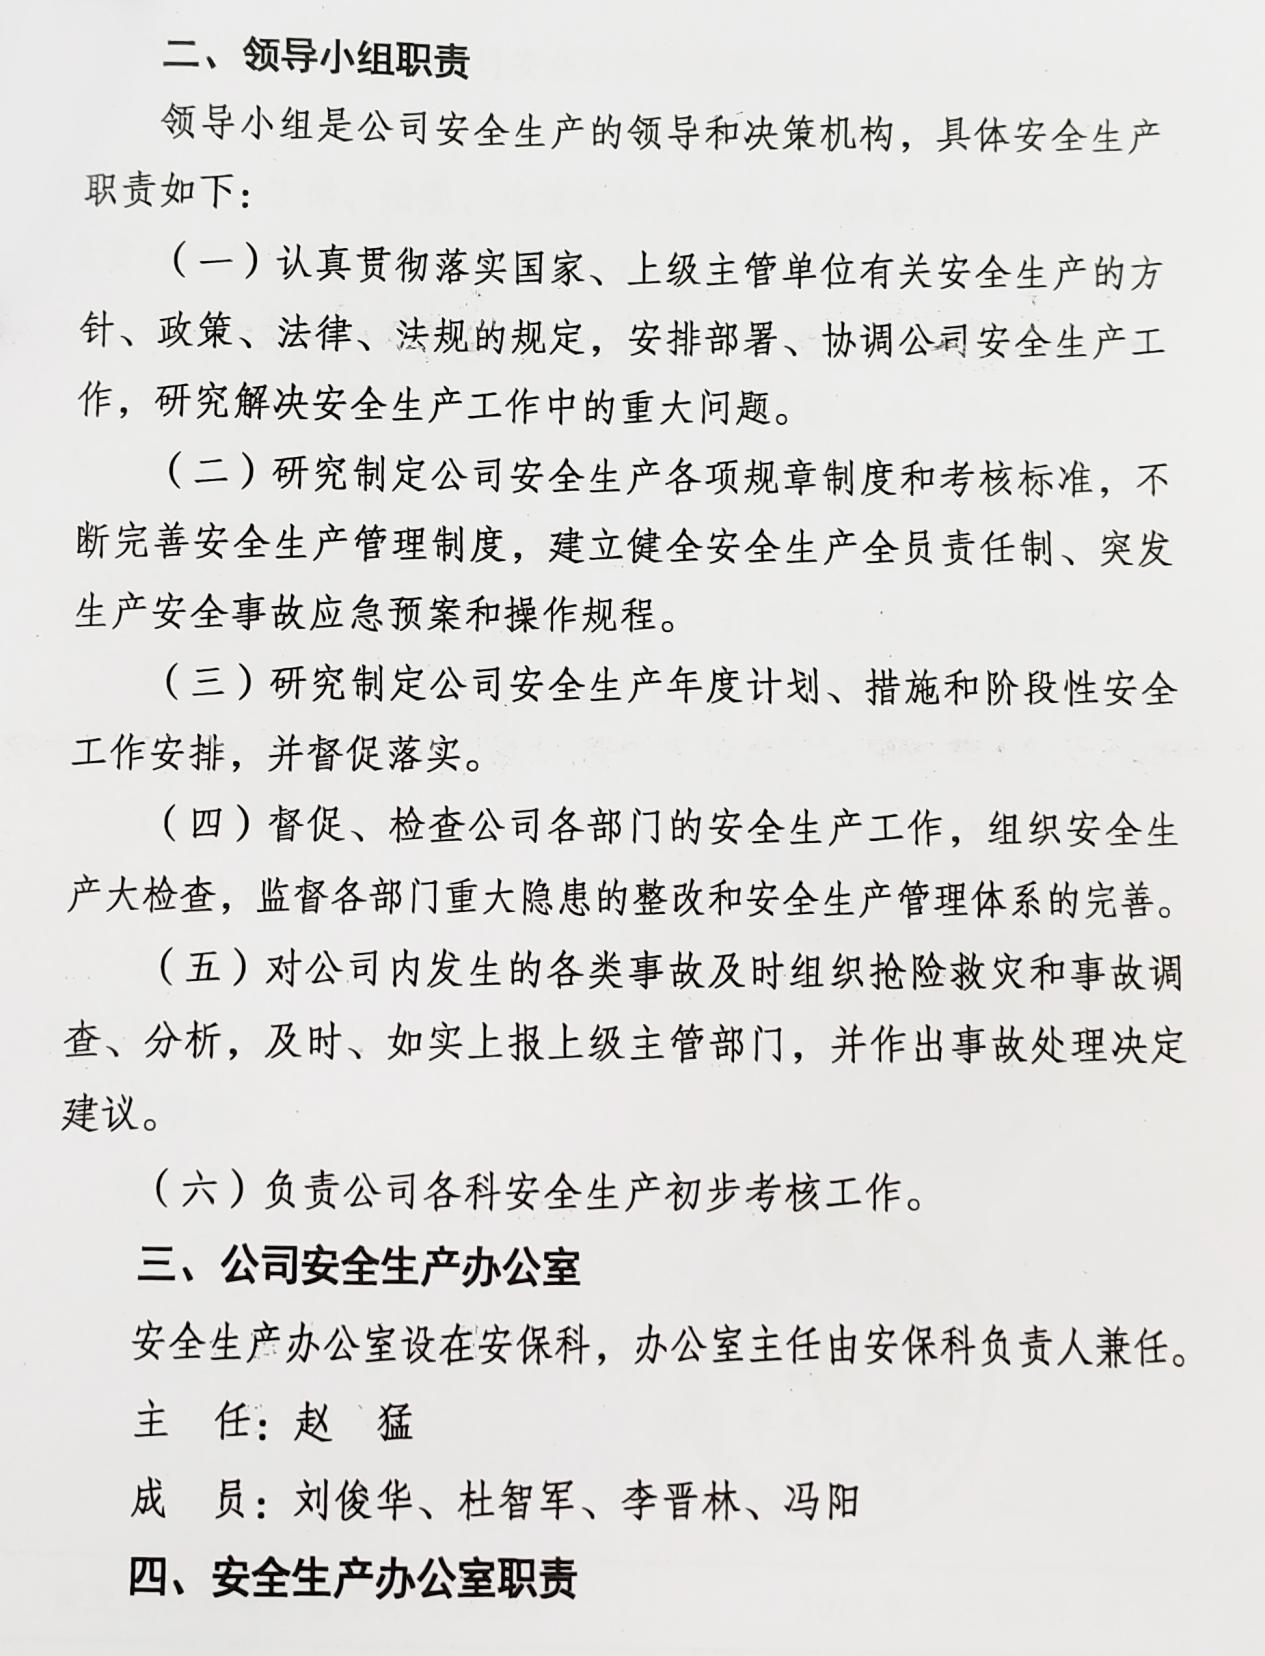 二、领导小组职责
领导小组是公司安全生产的领导和决策机构，具体安全生产
职责如下：
（一）认真贯彻落实国家、上级主管单位有关安全生产的方
针、政策、法律、法规的规定，安排部署、协调公司安全生产工
作，研究解决安全生产工作中的重大问题。
（二）研究制定公司安全生产各项规章制度和考核标准，不
断完善安全生产管理制度，建立健全安全生产全员责任制、突发
生产安全事故应急预案和操作规程。
（三）研究制定公司安全生产年度计划、措施和阶段性安全
工作安排，并督促落实。
（四）督促、检查公司各部门的安全生产工作，组织安全生
产大检查，监督各部门重大隐患的整改和安全生产管理体系的完善。
（五）对公司内发生的各类事故及时组织抢险救灾和事故调
查、分析，及时、如实上报上级主管部门，并作出事故处理决定
建议。
（六）负责公司各科安全生产初步考核工作。
三、公司安全生产办公室
安全生产办公室设在安保科，办公室主任由安保科负责人兼任。
主　任：赵　猛
成　员：刘俊华、杜智军、李晋林、冯阳
四、安全生产办公室职责